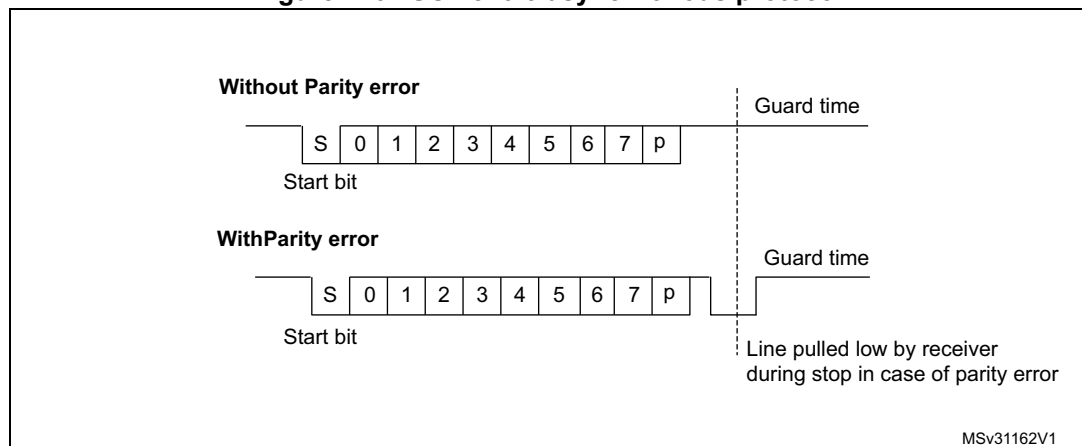 Without Parity error
Guard time
S 0 1 2 3 4 5 6 7 p
Start bit
WithParity error
Guard time
S 0 1 2 3 4 5 6 7 p
Start bit
Line pulled low by receiver
during stop in case of parity error
MSv31162V1